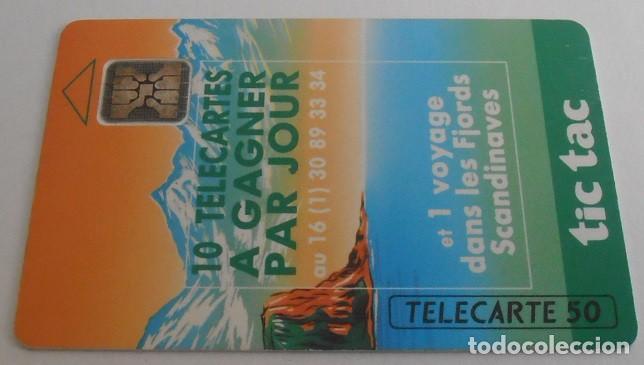 10 TELECARTES
A GAGNER
PAR JOUR
au 16 (1) 30 89 33 34
et 1 voyage
dans les Fjords
Scandinaves
tic tac
TELECARTE 50
todocoleccion